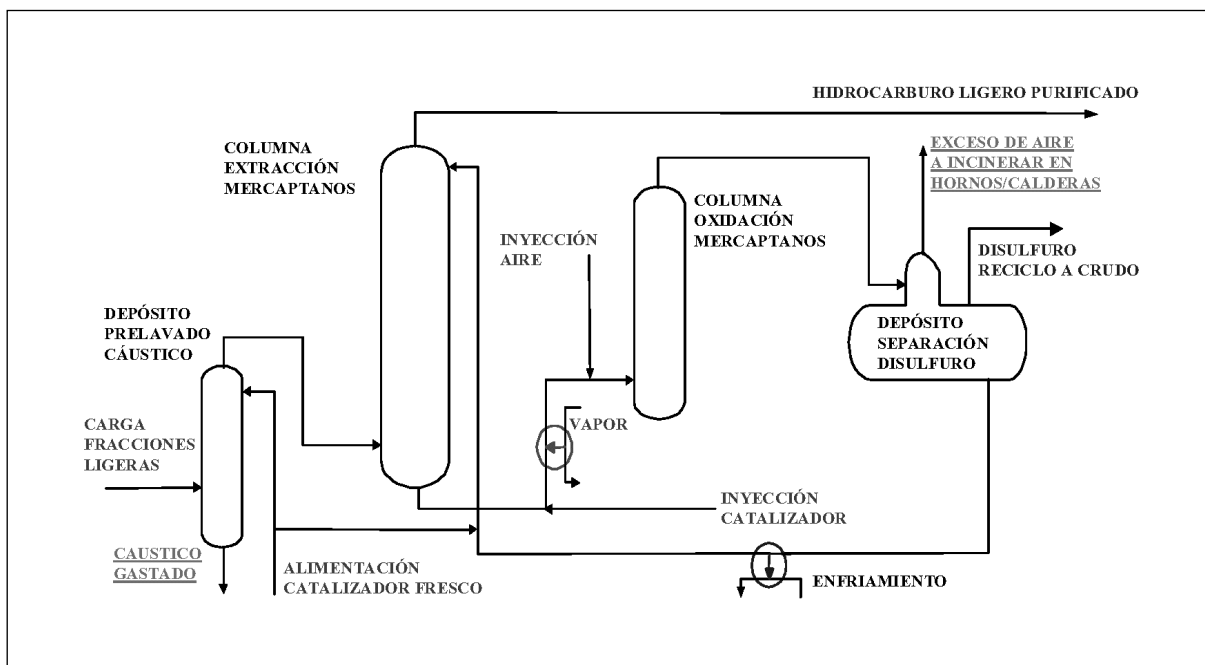 HIDROCARBURO LIGERO PURIFICADO
COLUMNA
EXTRACCIÓN
MERCAPTANOS
EXCESO DE AIRE
A INCINERAR EN
HORNOS/CALDERAS
COLUMNA
OXIDACIÓN
MERCAPTANOS
INYECCIÓN
AIRE
DISULFURO
RECICLO A CRUDO
DEPÓSITO
PRELAVADO
CÁUSTICO
DEPÓSITO
SEPARACIÓN
DISULFURO
CARGA
FRACCIONES
LIGERAS
VAPOR
INYECCIÓN
CATALIZADOR
CAUSTICO
GASTADO
ALIMENTACIÓN
CATALIZADOR FRESCO
ENFRIAMIENTO